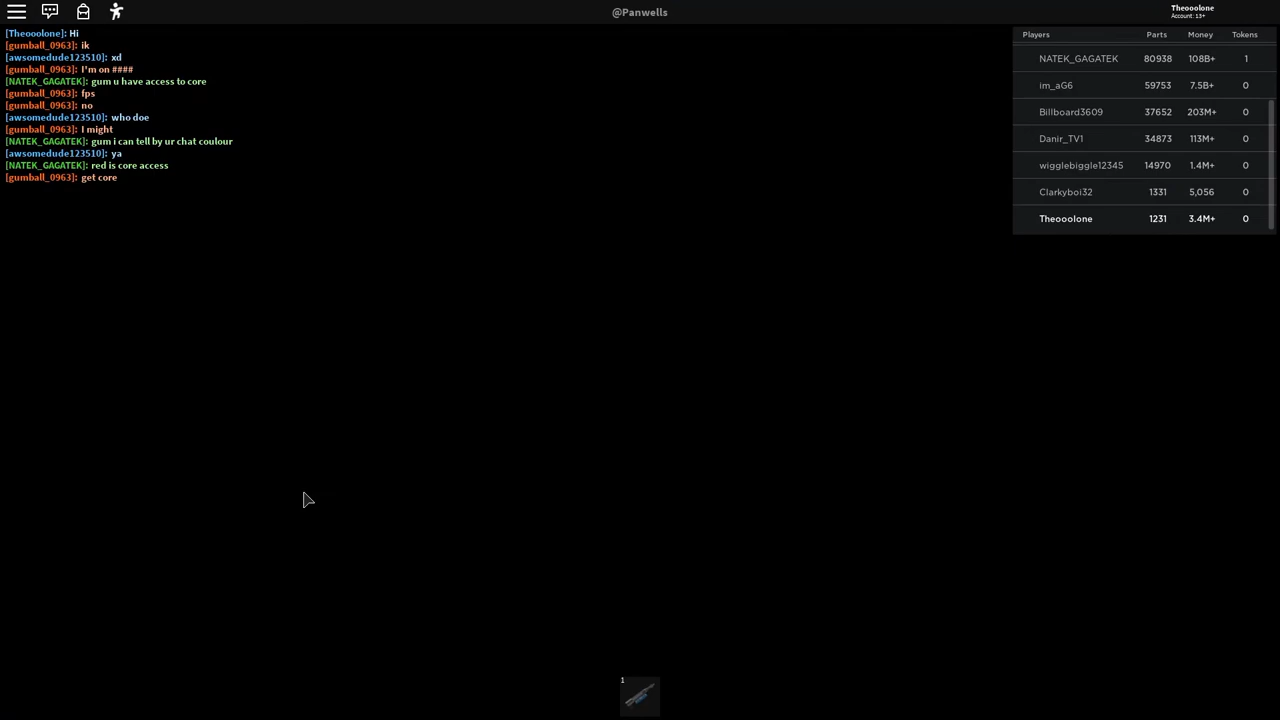 @Panwells
Theooolone
Account: 13+
[Theooolone]: Hi
[gumball_0963]: ik
[awsomedude123510]: xd
[gumball_0963]: I'm on ####
[NATEK_GAGATEK]: gum u have access to core
[gumball_0963]: fps
[gumball_0963]: no
[awsomedude123510]: who doe
[gumball_0963]: I might
[NATEK_GAGATEK]: gum i can tell by ur chat coulour
[awsomedude123510]: ya
[NATEK_GAGATEK]: red is core access
[gumball_0963]: get core
Players Parts Money Tokens
NATEK_GAGATEK 80938 108B+ 1
im_aG6 59753 7.5B+ 0
Billboard3609 37652 203M+ 0
Danir_TV1 34873 113M+ 0
wigglebiggle12345 14970 1.4M+ 0
Clarkyboi32 1331 5,056 0
Theooolone 1231 3.4M+ 0
1